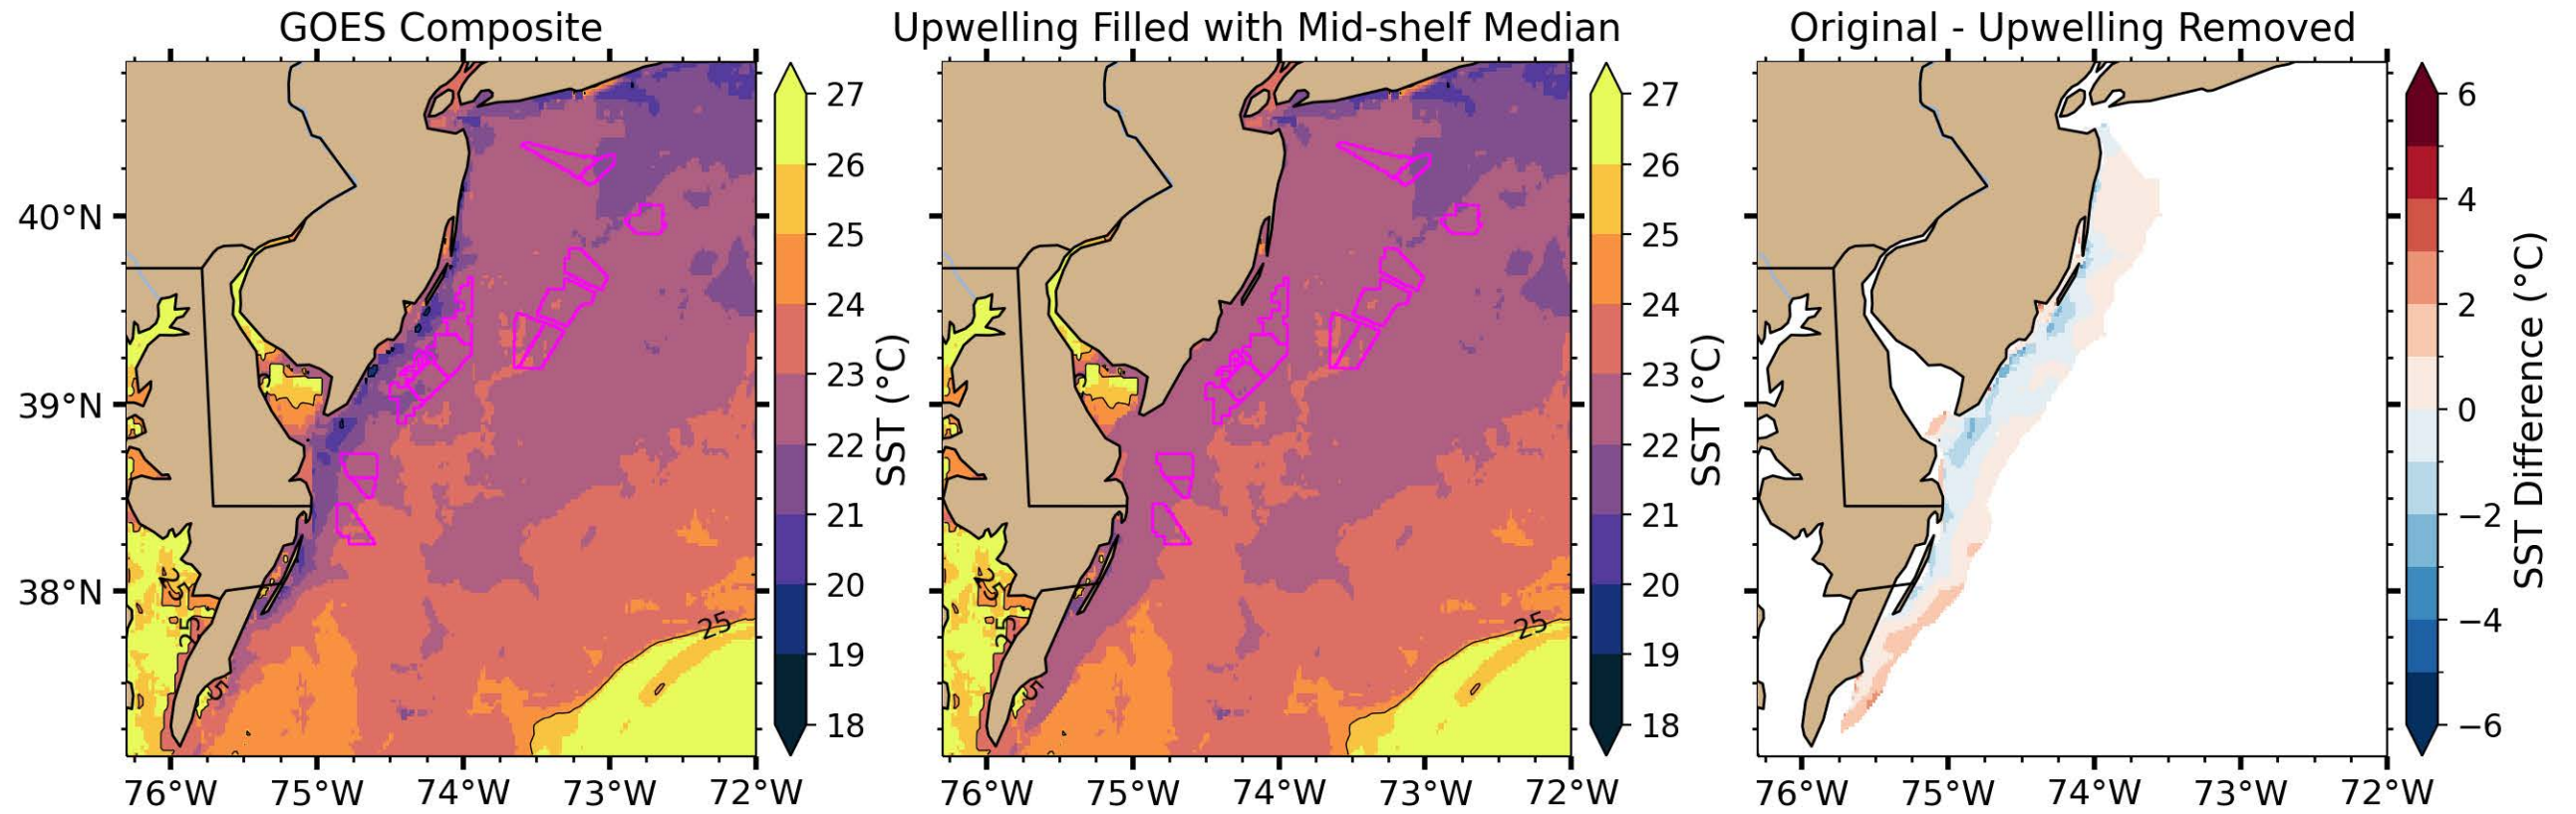 GOES Composite
Upwelling Filled with Mid-shelf Median
Original - Upwelling Removed
40°N
39°N
38°N
76°W 75°W 74°W 73°W 72°W
25
25
27
26
25
24
23
22
21
20
19
18
SST (°C)
76°W 75°W 74°W 73°W 72°W
25
25
27
26
25
24
23
22
21
20
19
18
SST (°C)
76°W 75°W 74°W 73°W 72°W
6
4
2
0
−2
−4
−6
SST Difference (°C)